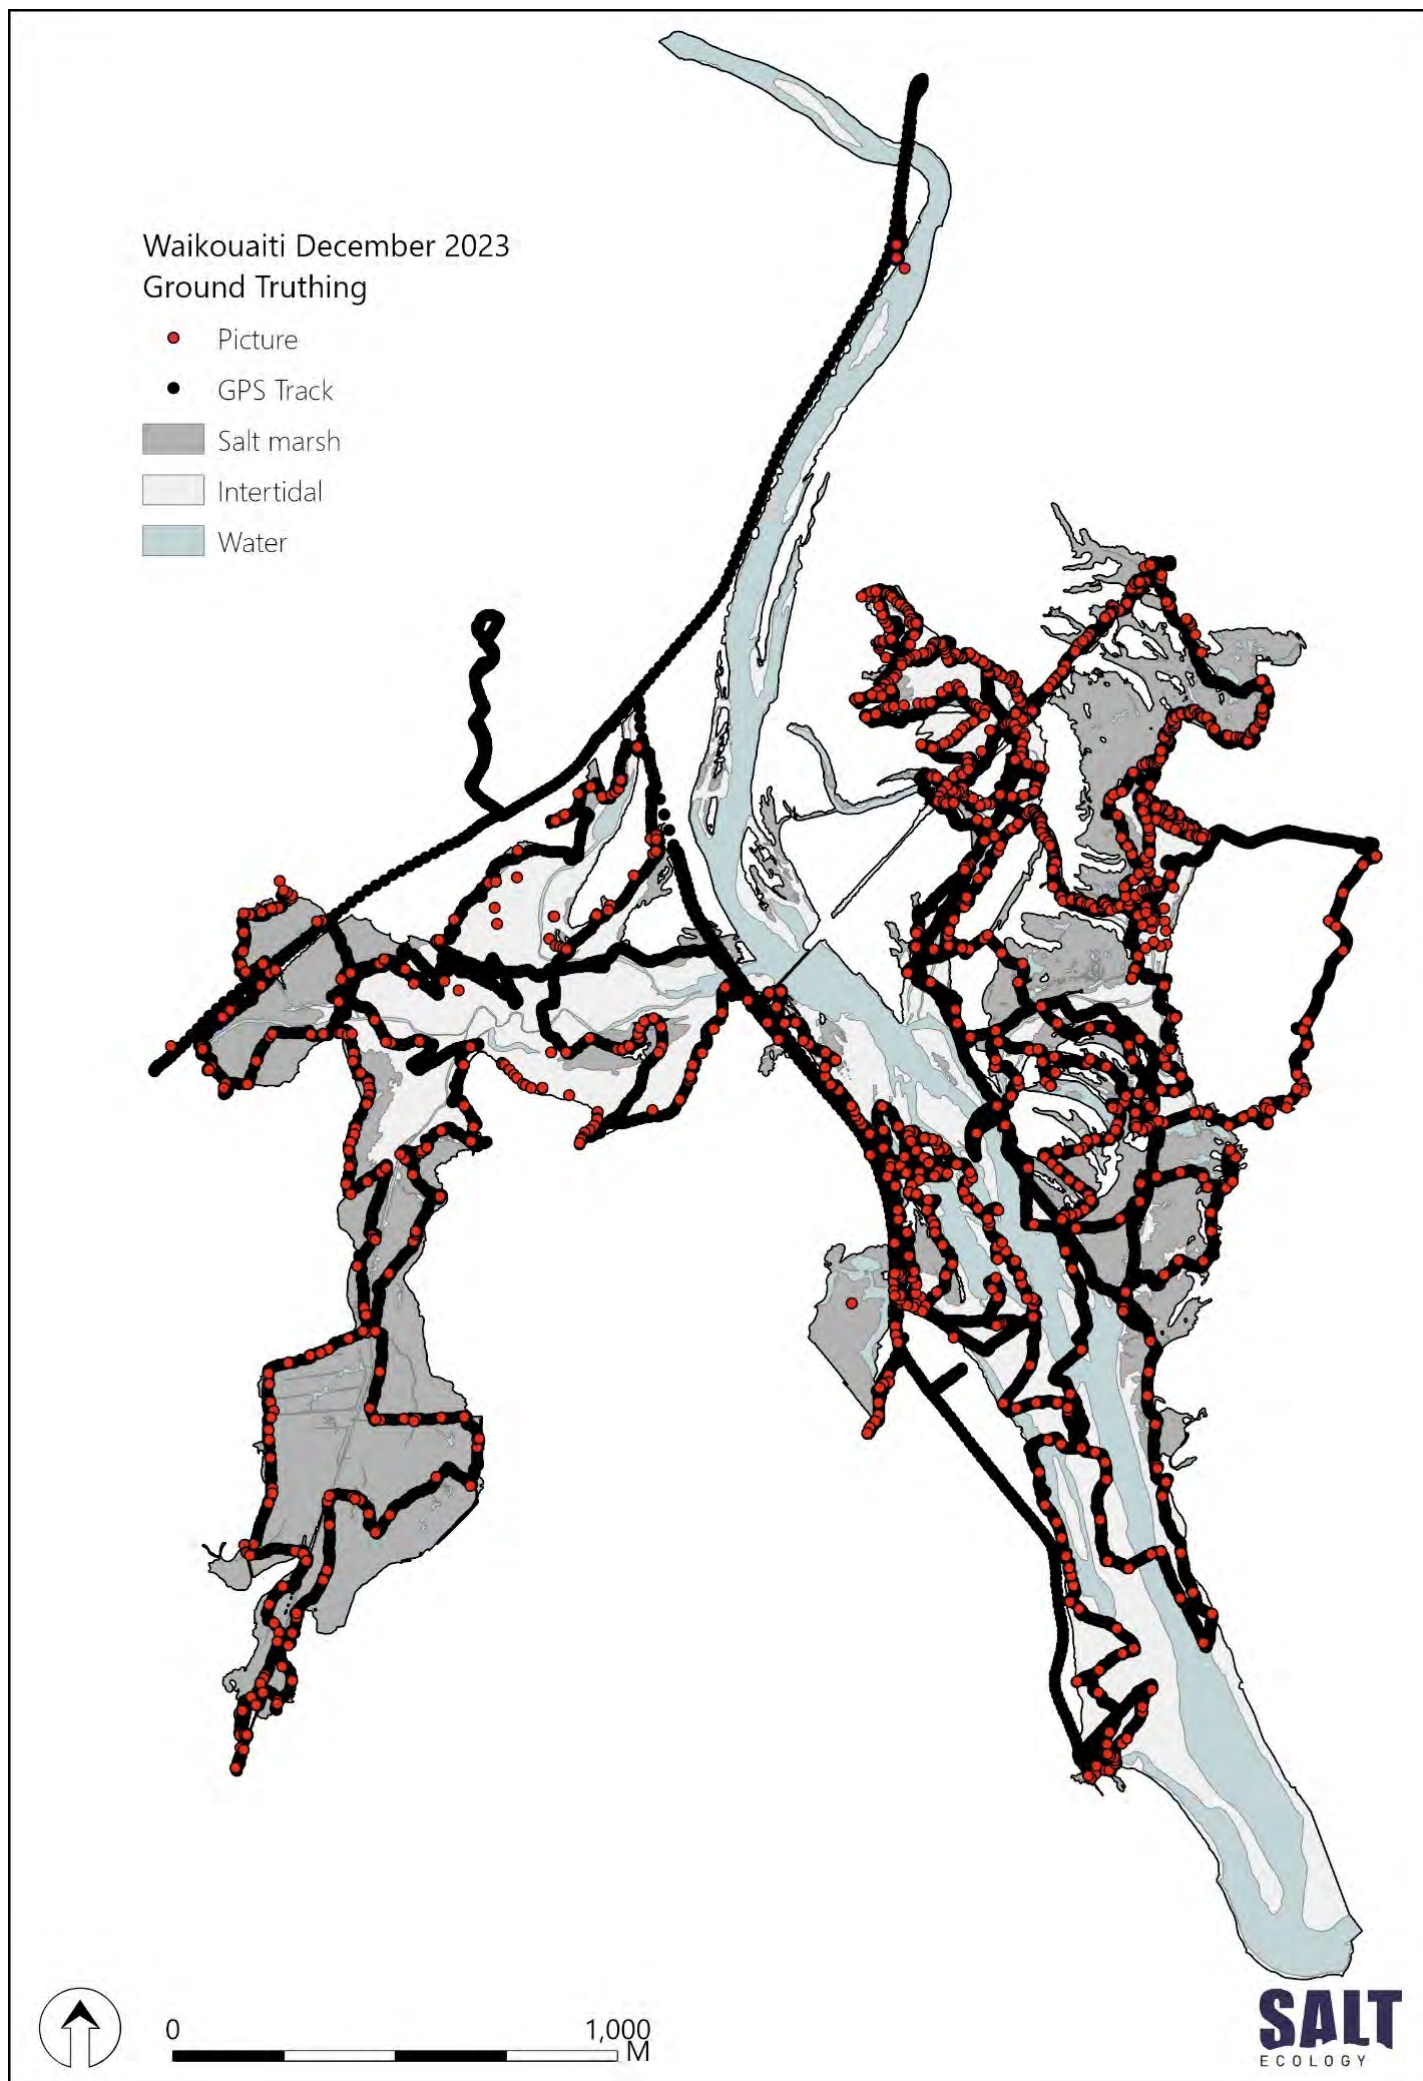 Waikouaiti December 2023
Ground Truthing
Picture
GPS Track
Salt marsh
Intertidal
Water
0 1,000
M
SALT
ECOLOGY